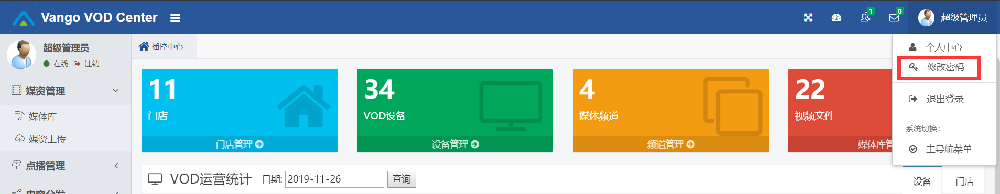 Vango VOD Center
1
0
超级管理员
超级管理员
在线 注销
媒资管理
媒体库
媒资上传
点播管理
内容分发
播控中心
11
门店
门店管理
34
VOD设备
设备管理
4
媒体频道
频道管理
22
视频文件
媒体库管
个人中心
修改密码
退出登录
系统切换:
主导航菜单
VOD运营统计 日期: 2019-11-26 查询
设备 门店